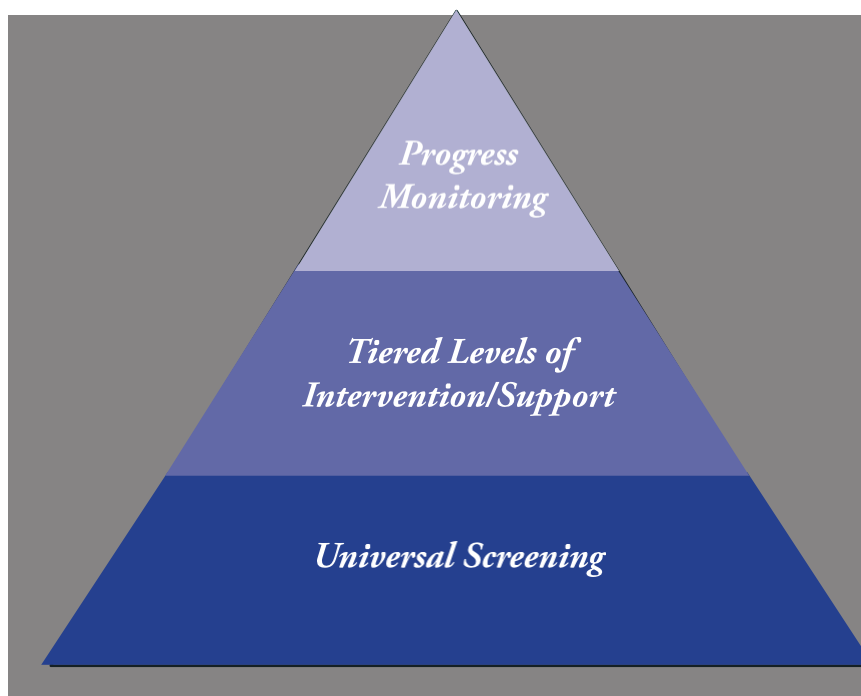 Progress
Monitoring
Tiered Levels of
Intervention/Support
Universal Screening